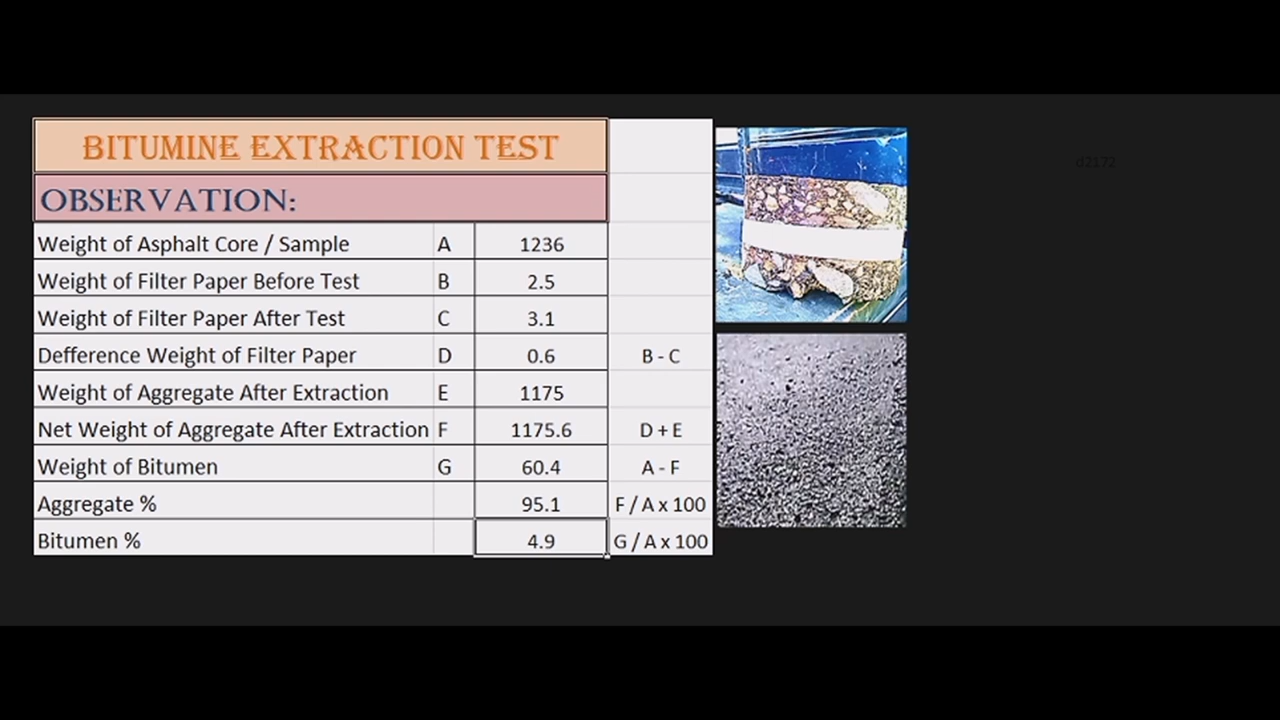 BITUMINE EXTRACTION TEST
OBSERVATION:
Weight of Asphalt Core / Sample A 1236
Weight of Filter Paper Before Test B 2.5
Weight of Filter Paper After Test C 3.1
Defference Weight of Filter Paper D 0.6 B - C
Weight of Aggregate After Extraction E 1175
Net Weight of Aggregate After Extraction F 1175.6 D + E
Weight of Bitumen G 60.4 A - F
Aggregate % 95.1 F / A x 100
Bitumen % 4.9 G / A x 100
d2172